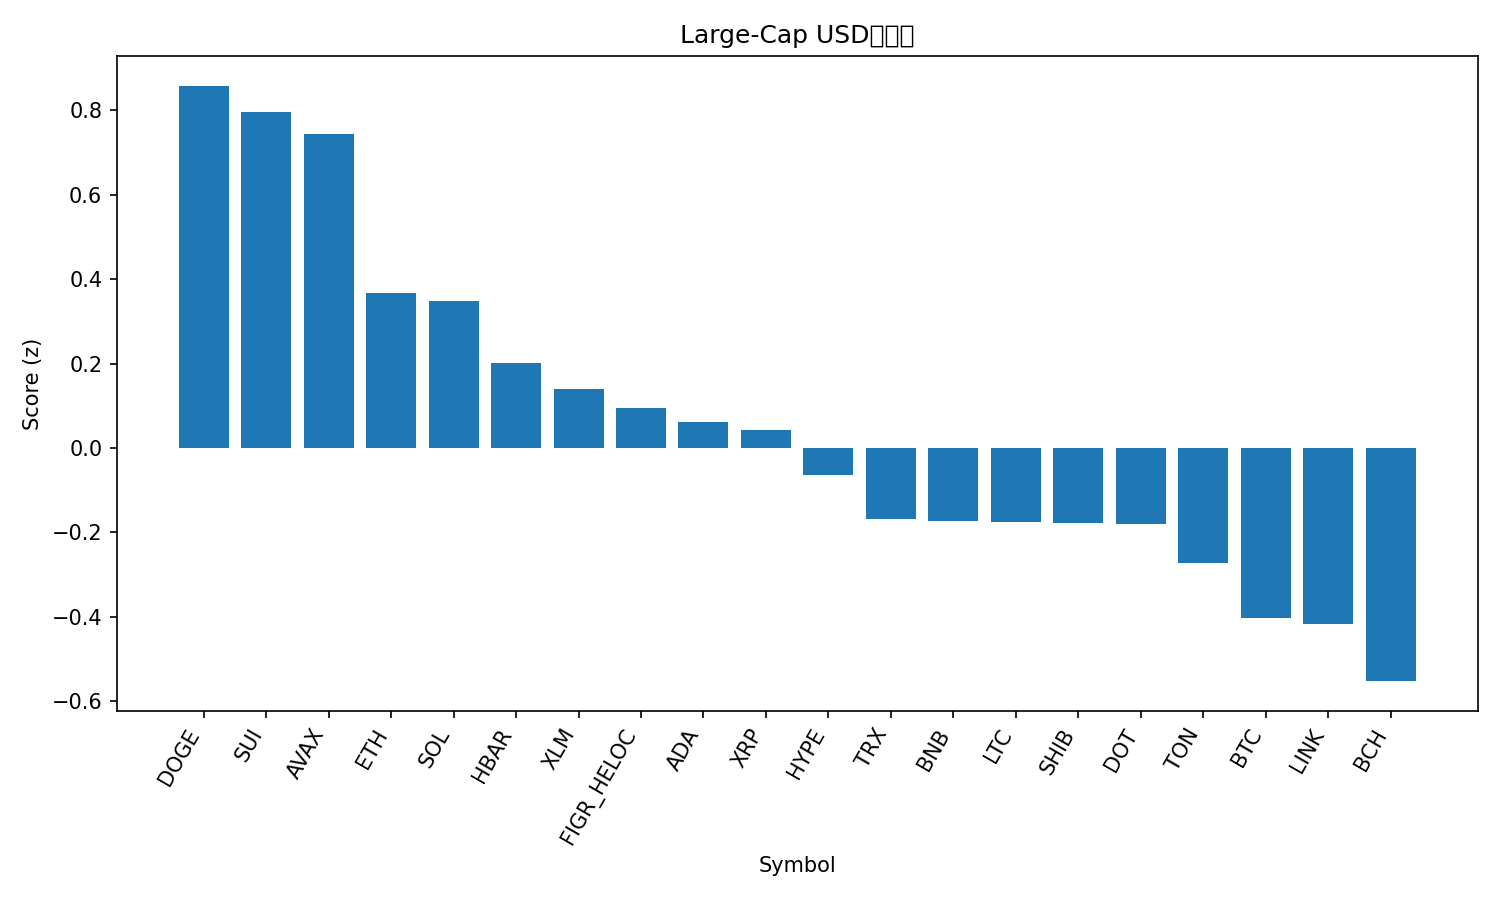 Large-Cap USD
0.8
0.6
0.4
0.2
0.0
−0.2
−0.4
−0.6
Score (z)
DOGE
SUI
AVAX
ETH
SOL
HBAR
XLM
FIGR_HELOC
ADA
XRP
HYPE
TRX
BNB
LTC
SHIB
DOT
TON
BTC
LINK
BCH
Symbol